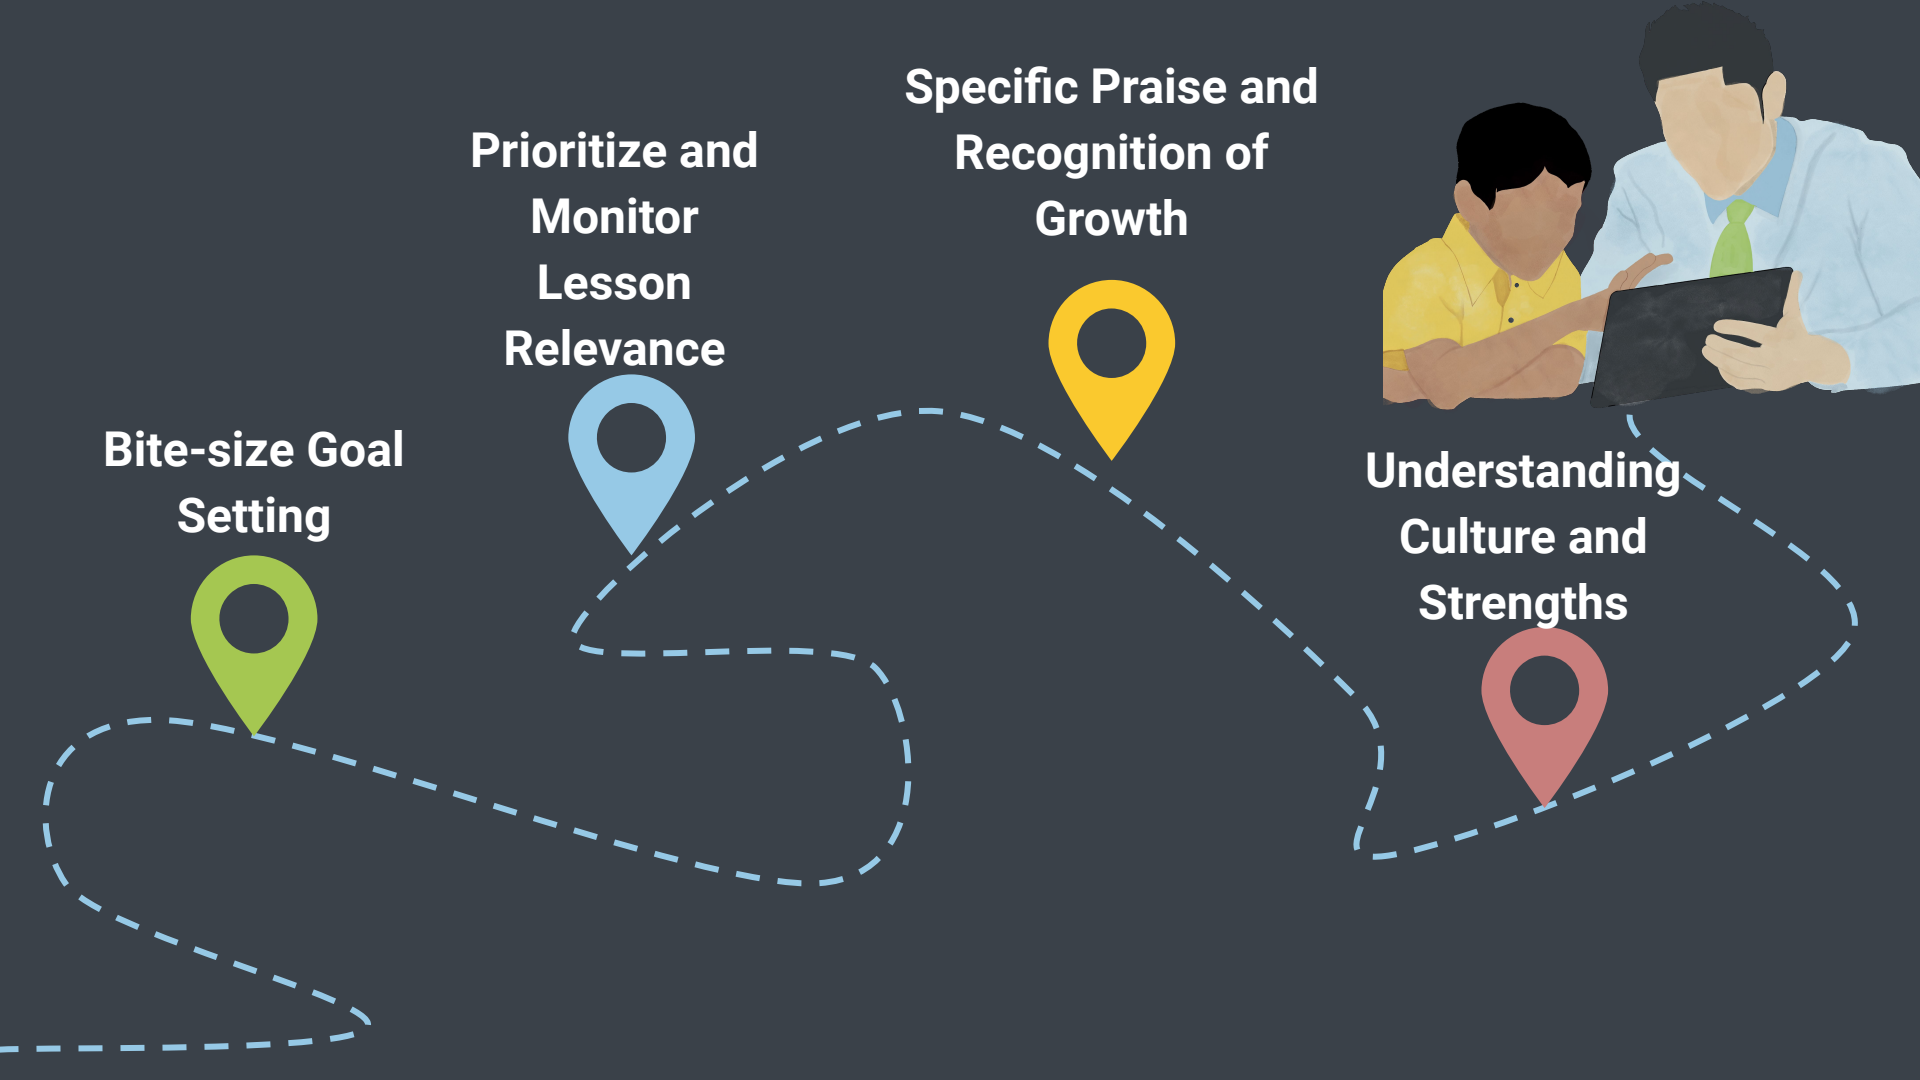 Bite-size Goal
Setting
Prioritize and
Monitor
Lesson
Relevance
Specific Praise and
Recognition of
Growth
Understanding
Culture and
Strengths